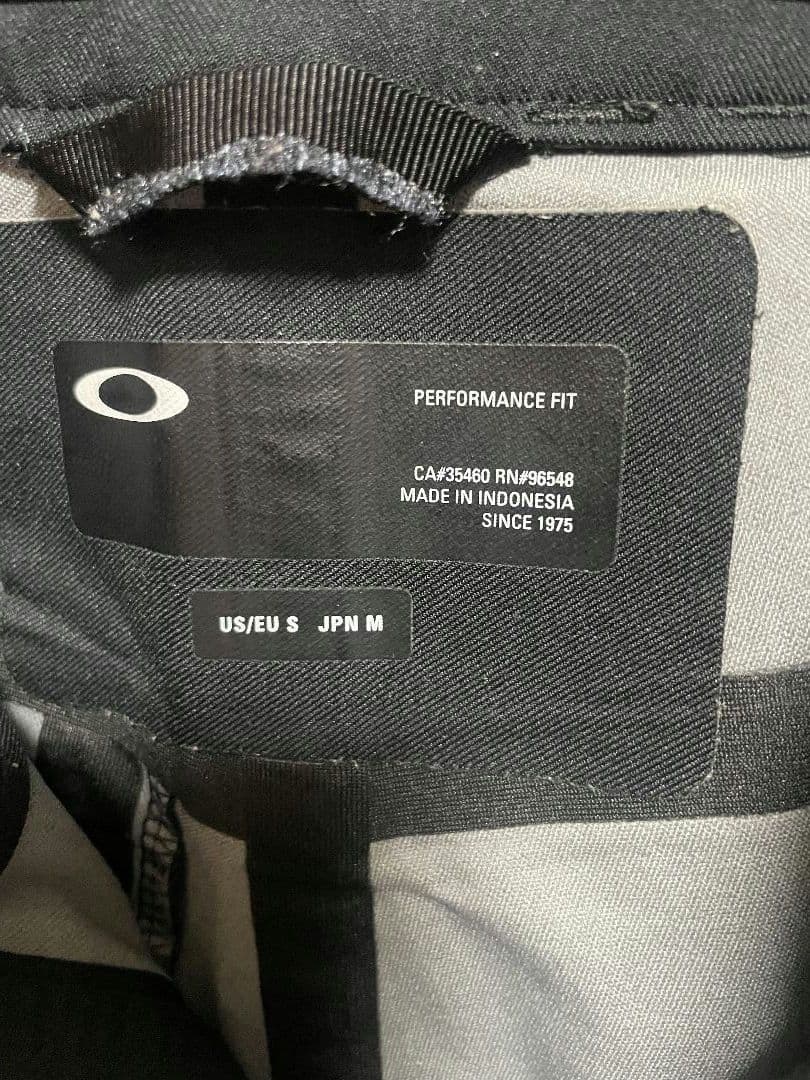 PERFORMANCE FIT
CA#35460 RN#96548
MADE IN INDONESIA
SINCE 1975
US/EU S JPN M